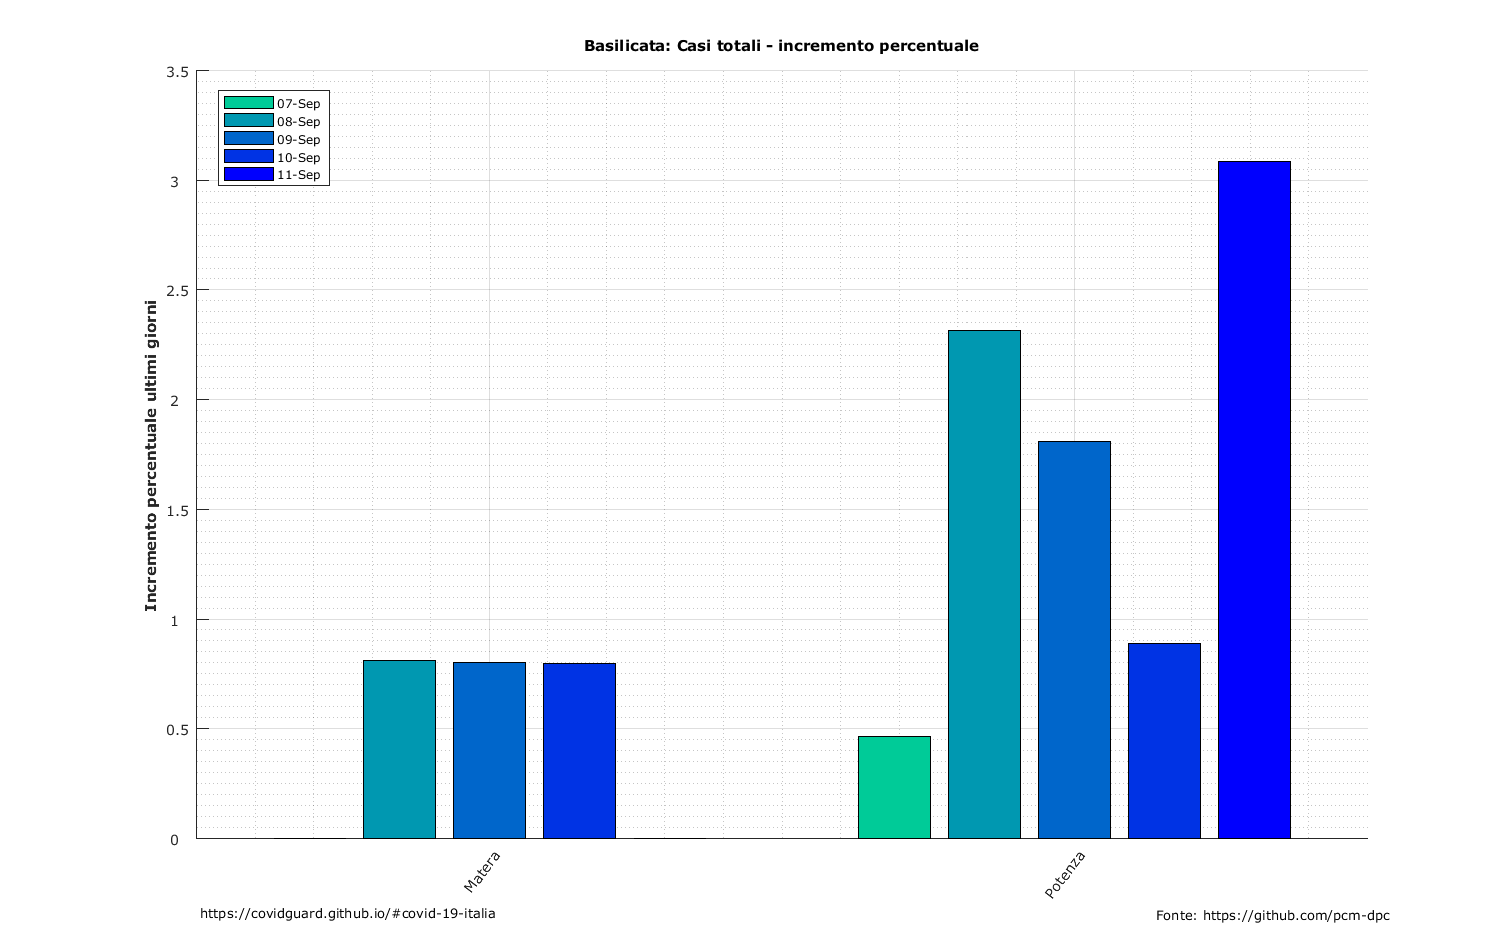 Basilicata: Casi totali - incremento percentuale
3.5
3
2.5
2
1.5
1
0.5
0
Incremento percentuale ultimi giorni
07-Sep
08-Sep
09-Sep
10-Sep
11-Sep
Matera
Potenza
https://covidguard.github.io/#covid-19-italia
Fonte: https://github.com/pcm-dpc